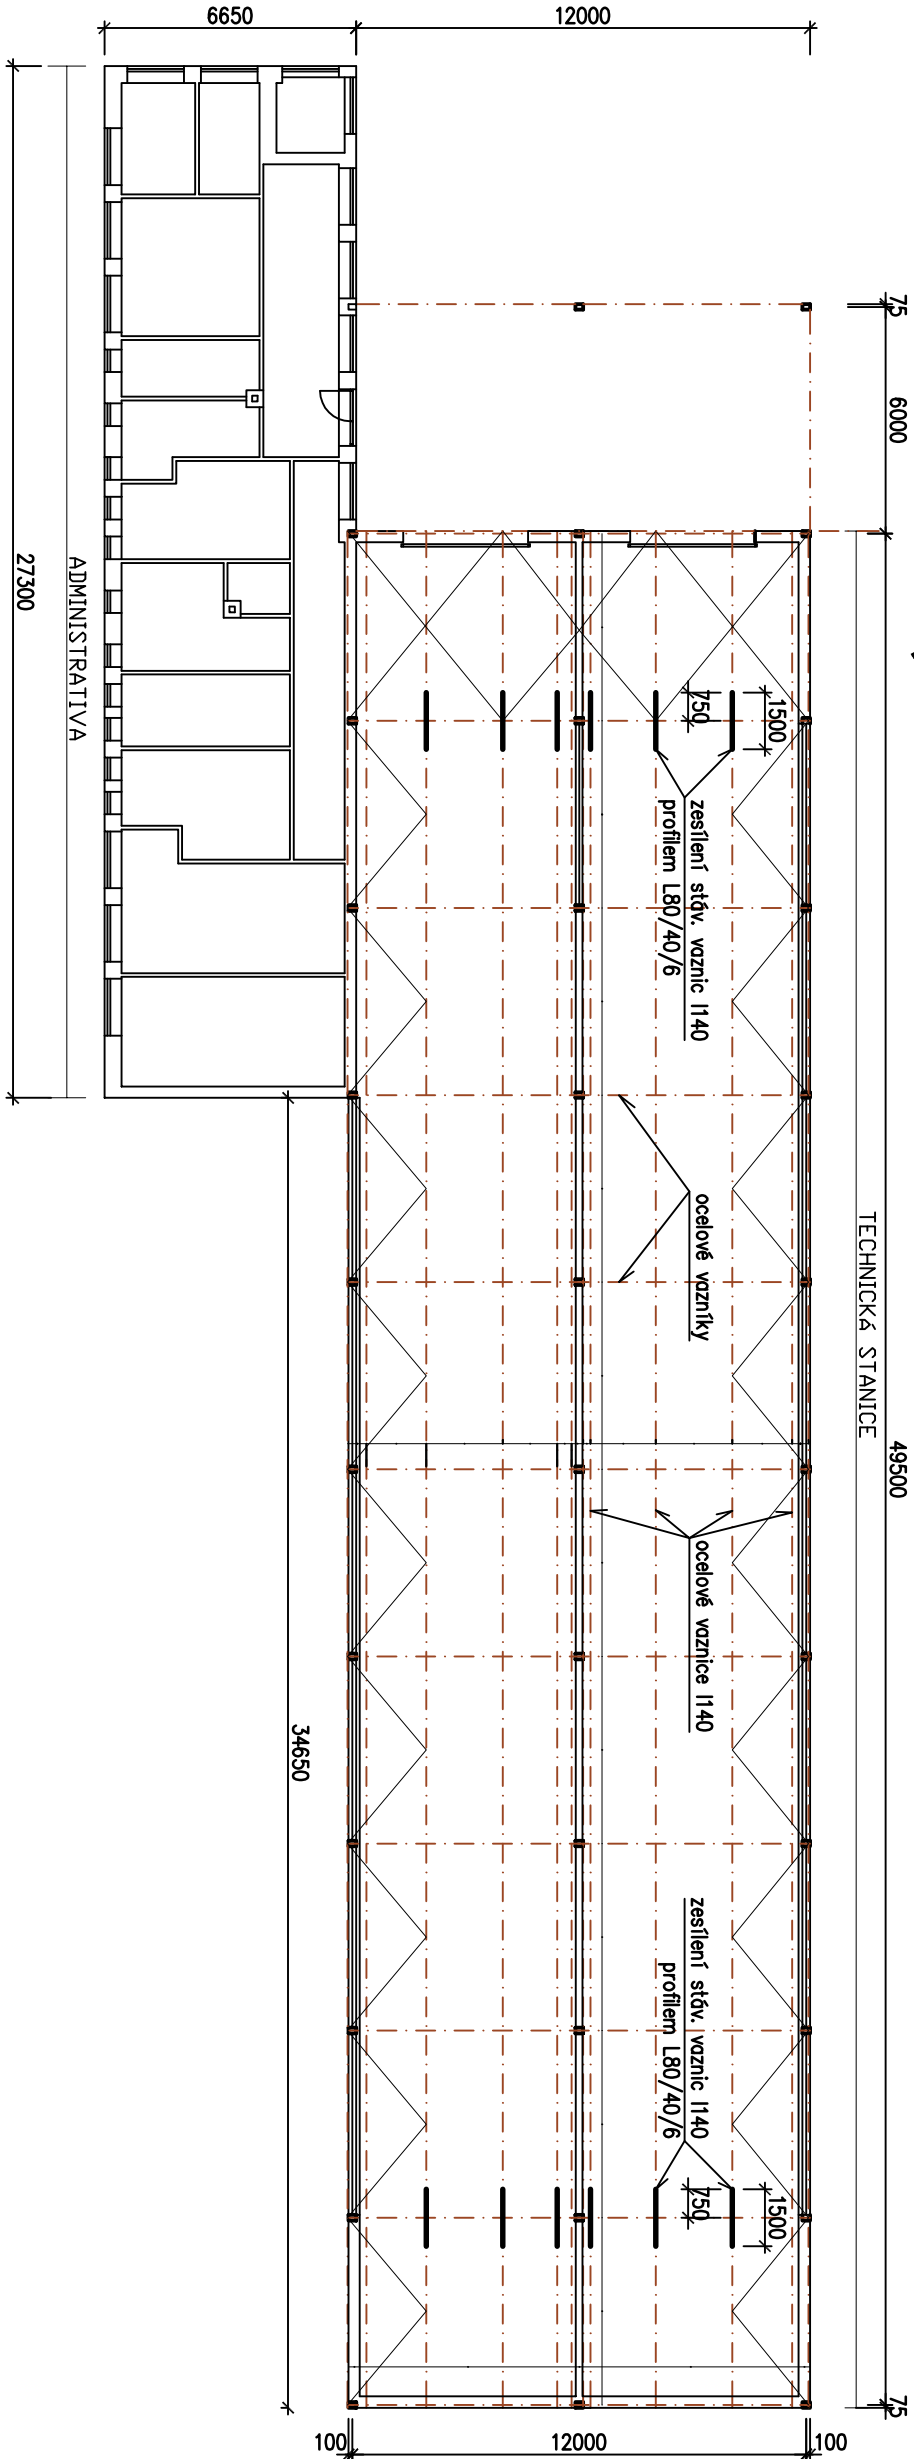 6650
12000
75
6000
49500
75
TECHNICKÁ STANICE
1500
750
zesílení stáv. vaznic I140
profilem L80/40/6
ocelové vazníky
ocelové vaznice I140
zesílení stáv. vaznic I140
profilem L80/40/6
1500
750
34650
ADMINISTRATIVA
27300
100
12000
100